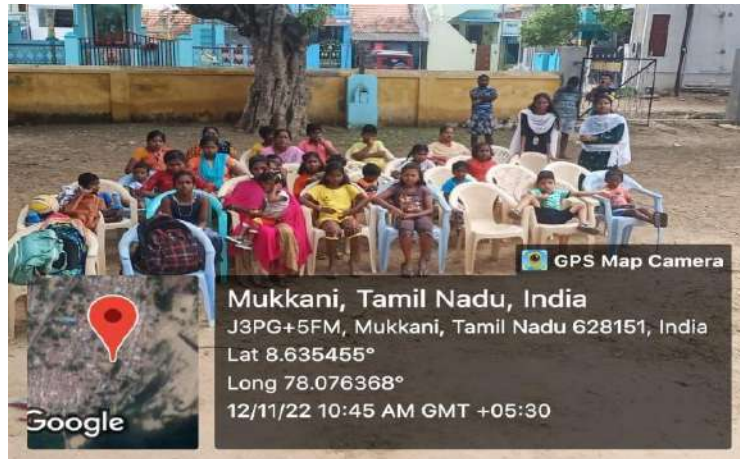 GPS Map Camera
Mukkani, Tamil Nadu, India
J3PG+5FM, Mukkani, Tamil Nadu 628151, India
Lat 8.635455°
Long 78.076368°
12/11/22 10:45 AM GMT +05:30
Google